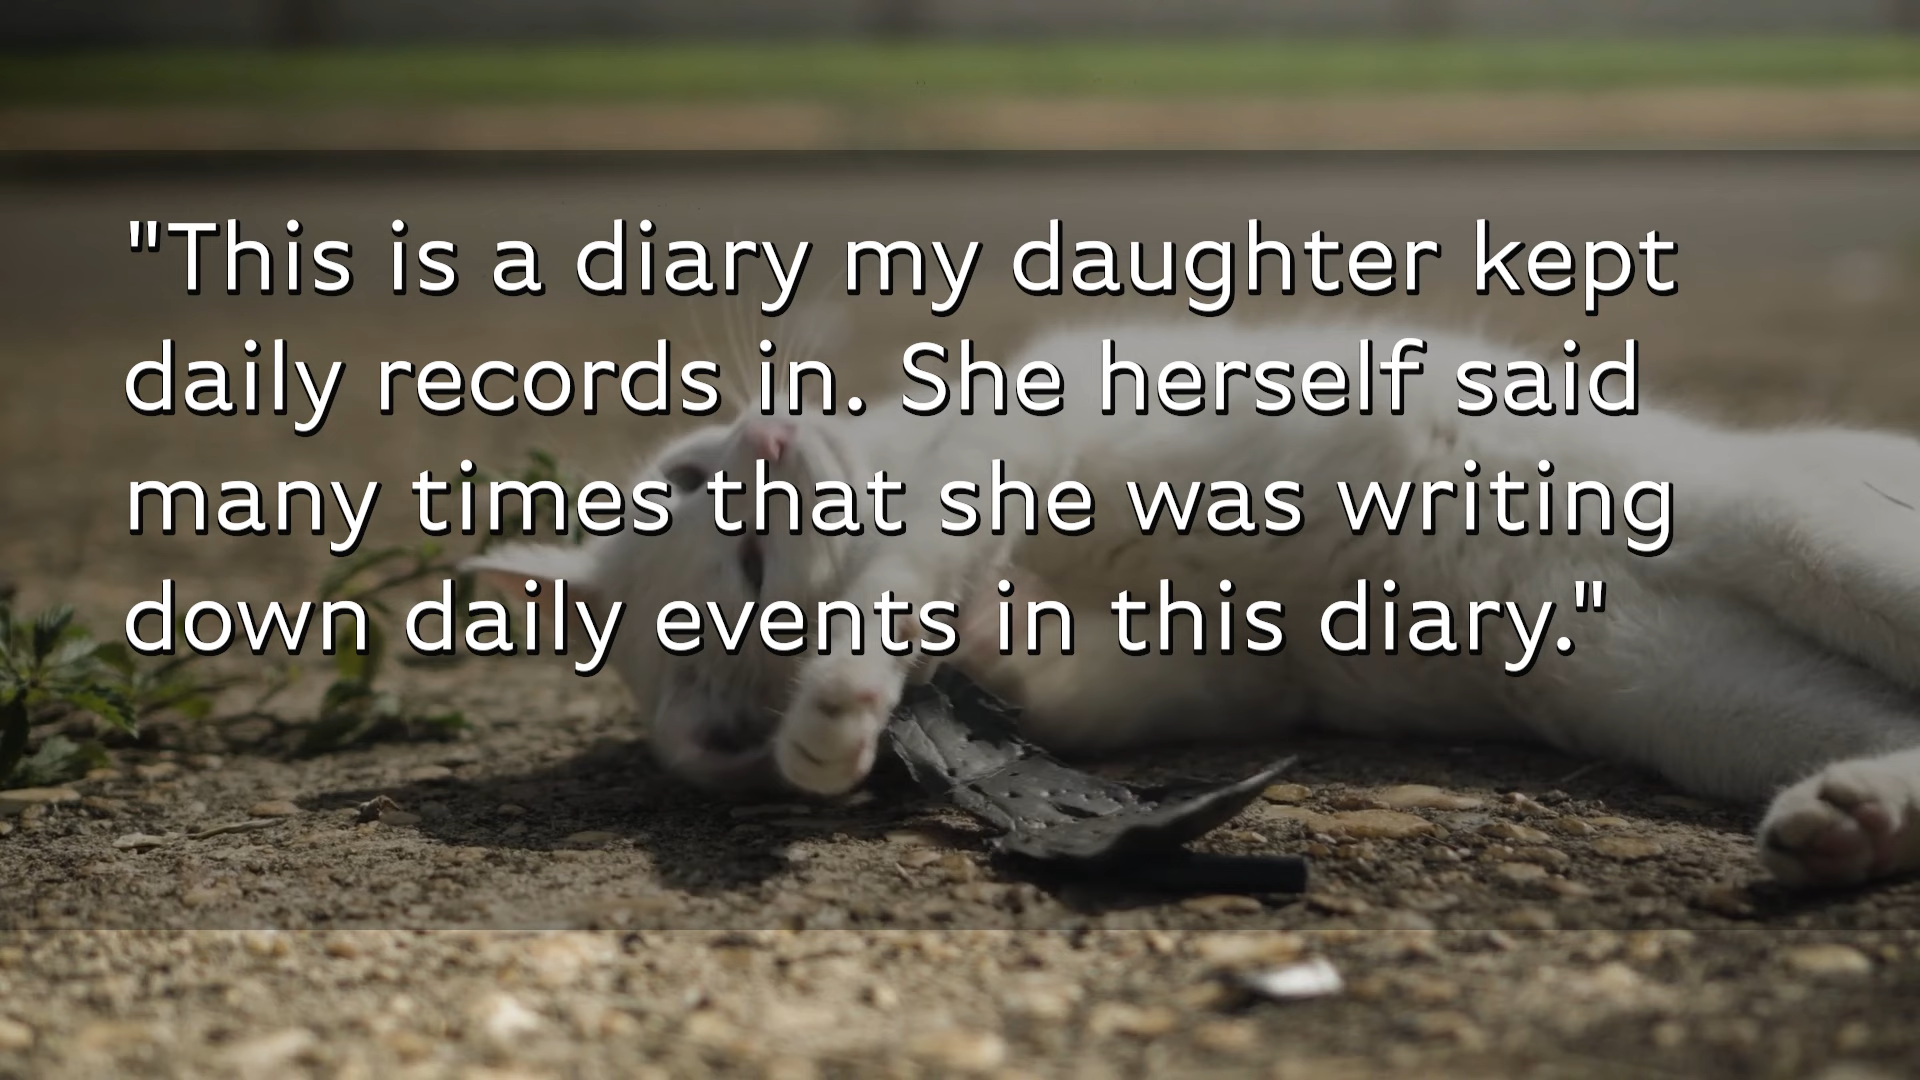 "This is a diary my daughter kept
daily records in. She herself said
many times that she was writing
down daily events in this diary."